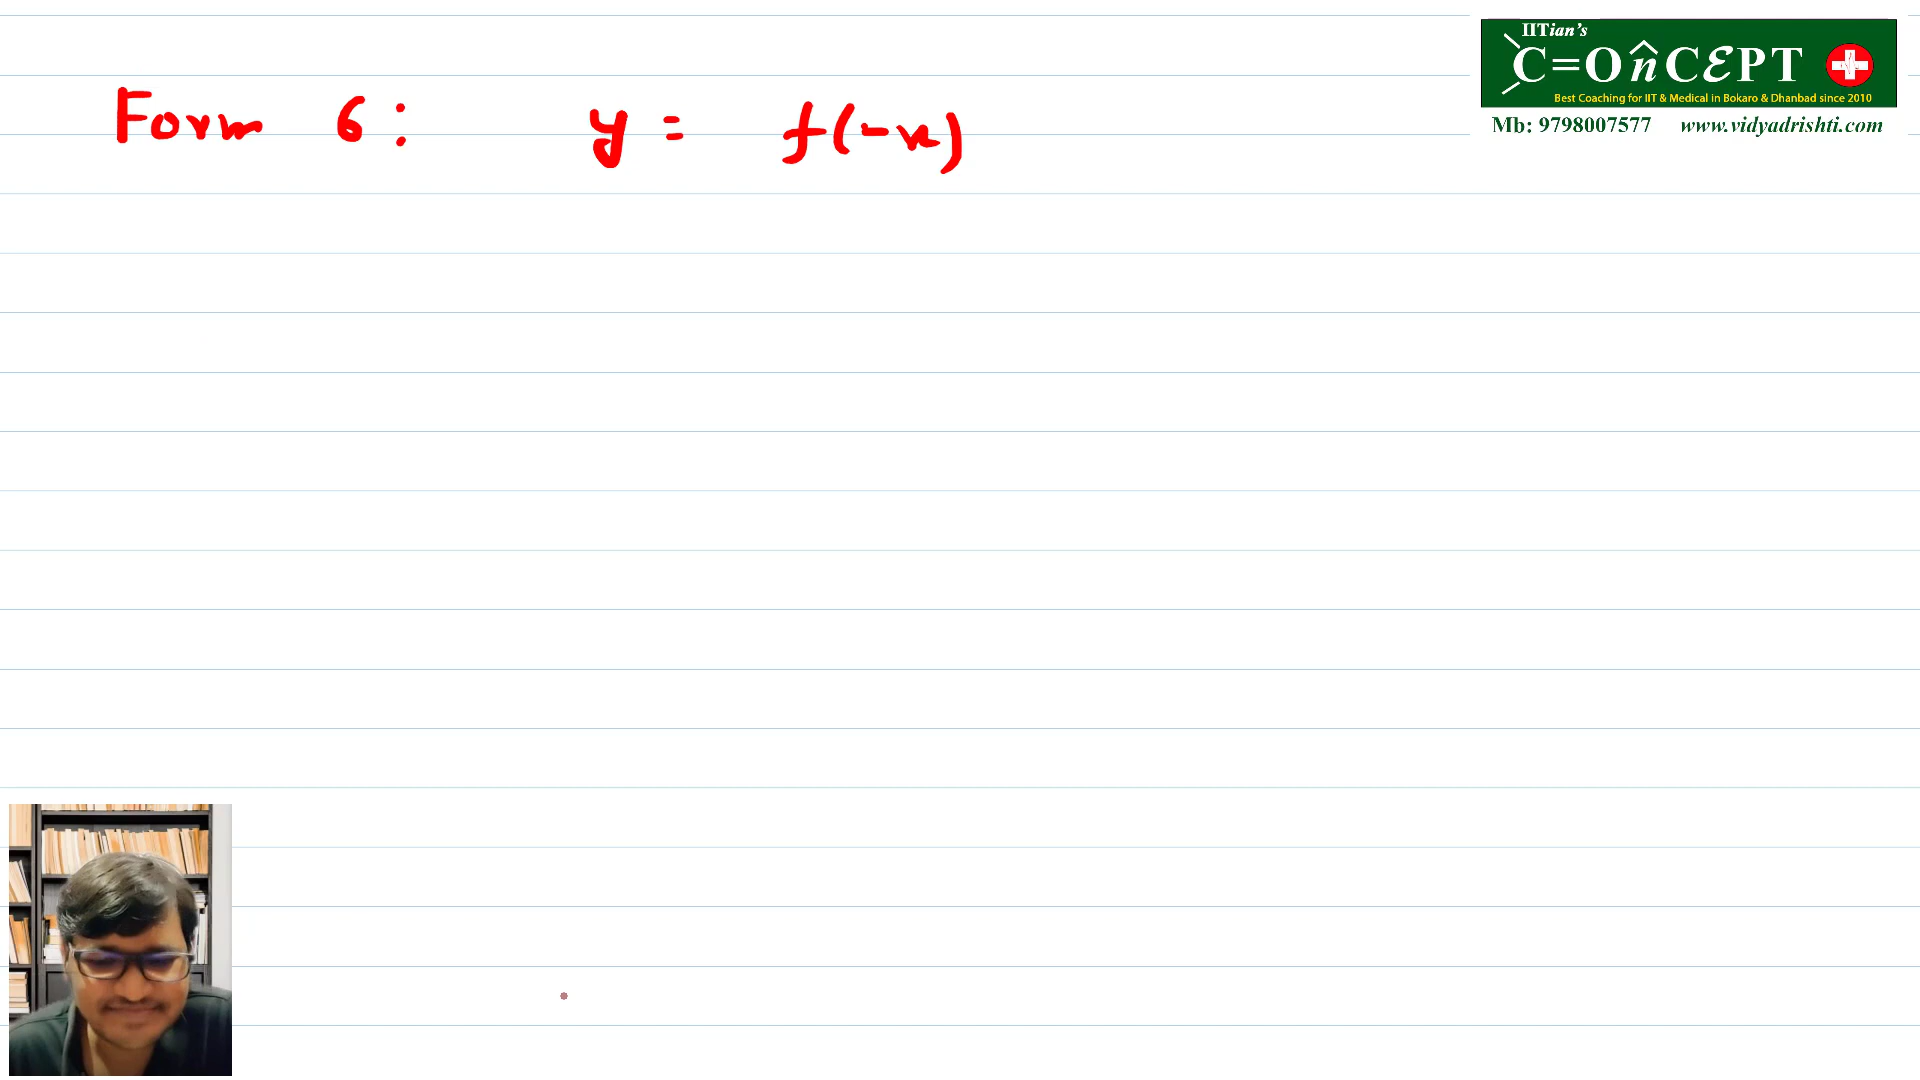 Form 6 : y = f(-x)
IITian's
C=OnCEPT
Best Coaching for IIT & Medical in Bokaro & Dhanbad since 2010
Mb: 9798007577 www.vidyadrishti.com